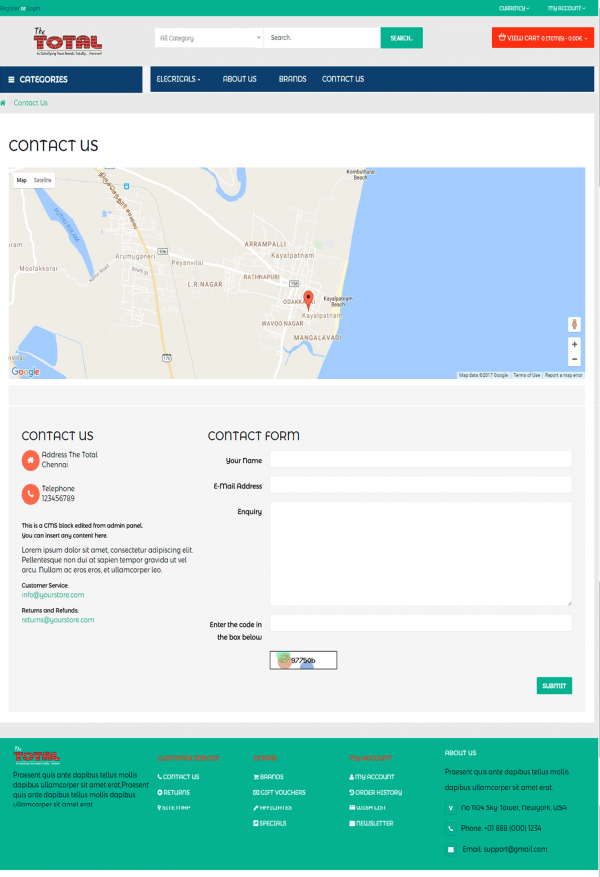 Register or Login
CURRENCY
MY ACCOUNT
The
TOTAL
All Category
Search..
SEARCH..
VIEW CART 0 ITEM(S) - 0.00€
CATEGORIES
ELECRICALS
ABOUT US
BRANDS
CONTACT US
Contact Us
CONTACT US
Map
Satellite
Kombuthurai
Beach
ARRAMPALLI
Kayalpatnam
Arumuganeri
Peyanvilai
Moolakkarai
RATHNAPURI
L.R.NAGAR
Kayalpatnam
Beach
Kayalpatnam
WAVOO NAGAR
MANGALAVADI
176
Google
Map data ©2017 Google
Terms of Use
Report a map error
CONTACT US
Address The Total
Chennai
Telephone
123456789
This is a CMS block edited from admin panel.
You can insert any content here.
Lorem ipsum dolor sit amet, consectetur adipiscing elit.
Pellentesque non dui at sapien tempor gravida ut vel
arcu. Nullam ac eros eros, et ullamcorper leo.
Customer Service:
info@yourstore.com
Returns and Refunds:
returns@yourstore.com
CONTACT FORM
Your Name
E-Mail Address
Enquiry
Enter the code in
the box below
SUBMIT
TOTAL
Praesent quis ante dapibus tellus mollis
dapibus ullamcorper sit amet erat,Praesent
quis ante dapibus tellus mollis dapibus
ullamcorper sit amet erat
CUSTOMER SERVICE
CONTACT US
RETURNS
SITE MAP
EXTRAS
BRANDS
GIFT VOUCHERS
AFFILIATES
SPECIALS
MY ACCOUNT
MY ACCOUNT
ORDER HISTORY
WISH LIST
NEWSLETTER
ABOUT US
Praesent quis ante dapibus tellus mollis
dapibus ullamcorper sit amet erat.
No 1104 Sky Tower, Newyork, USA
Phone: +01 888 (000) 1234
Email: support@gmail.com